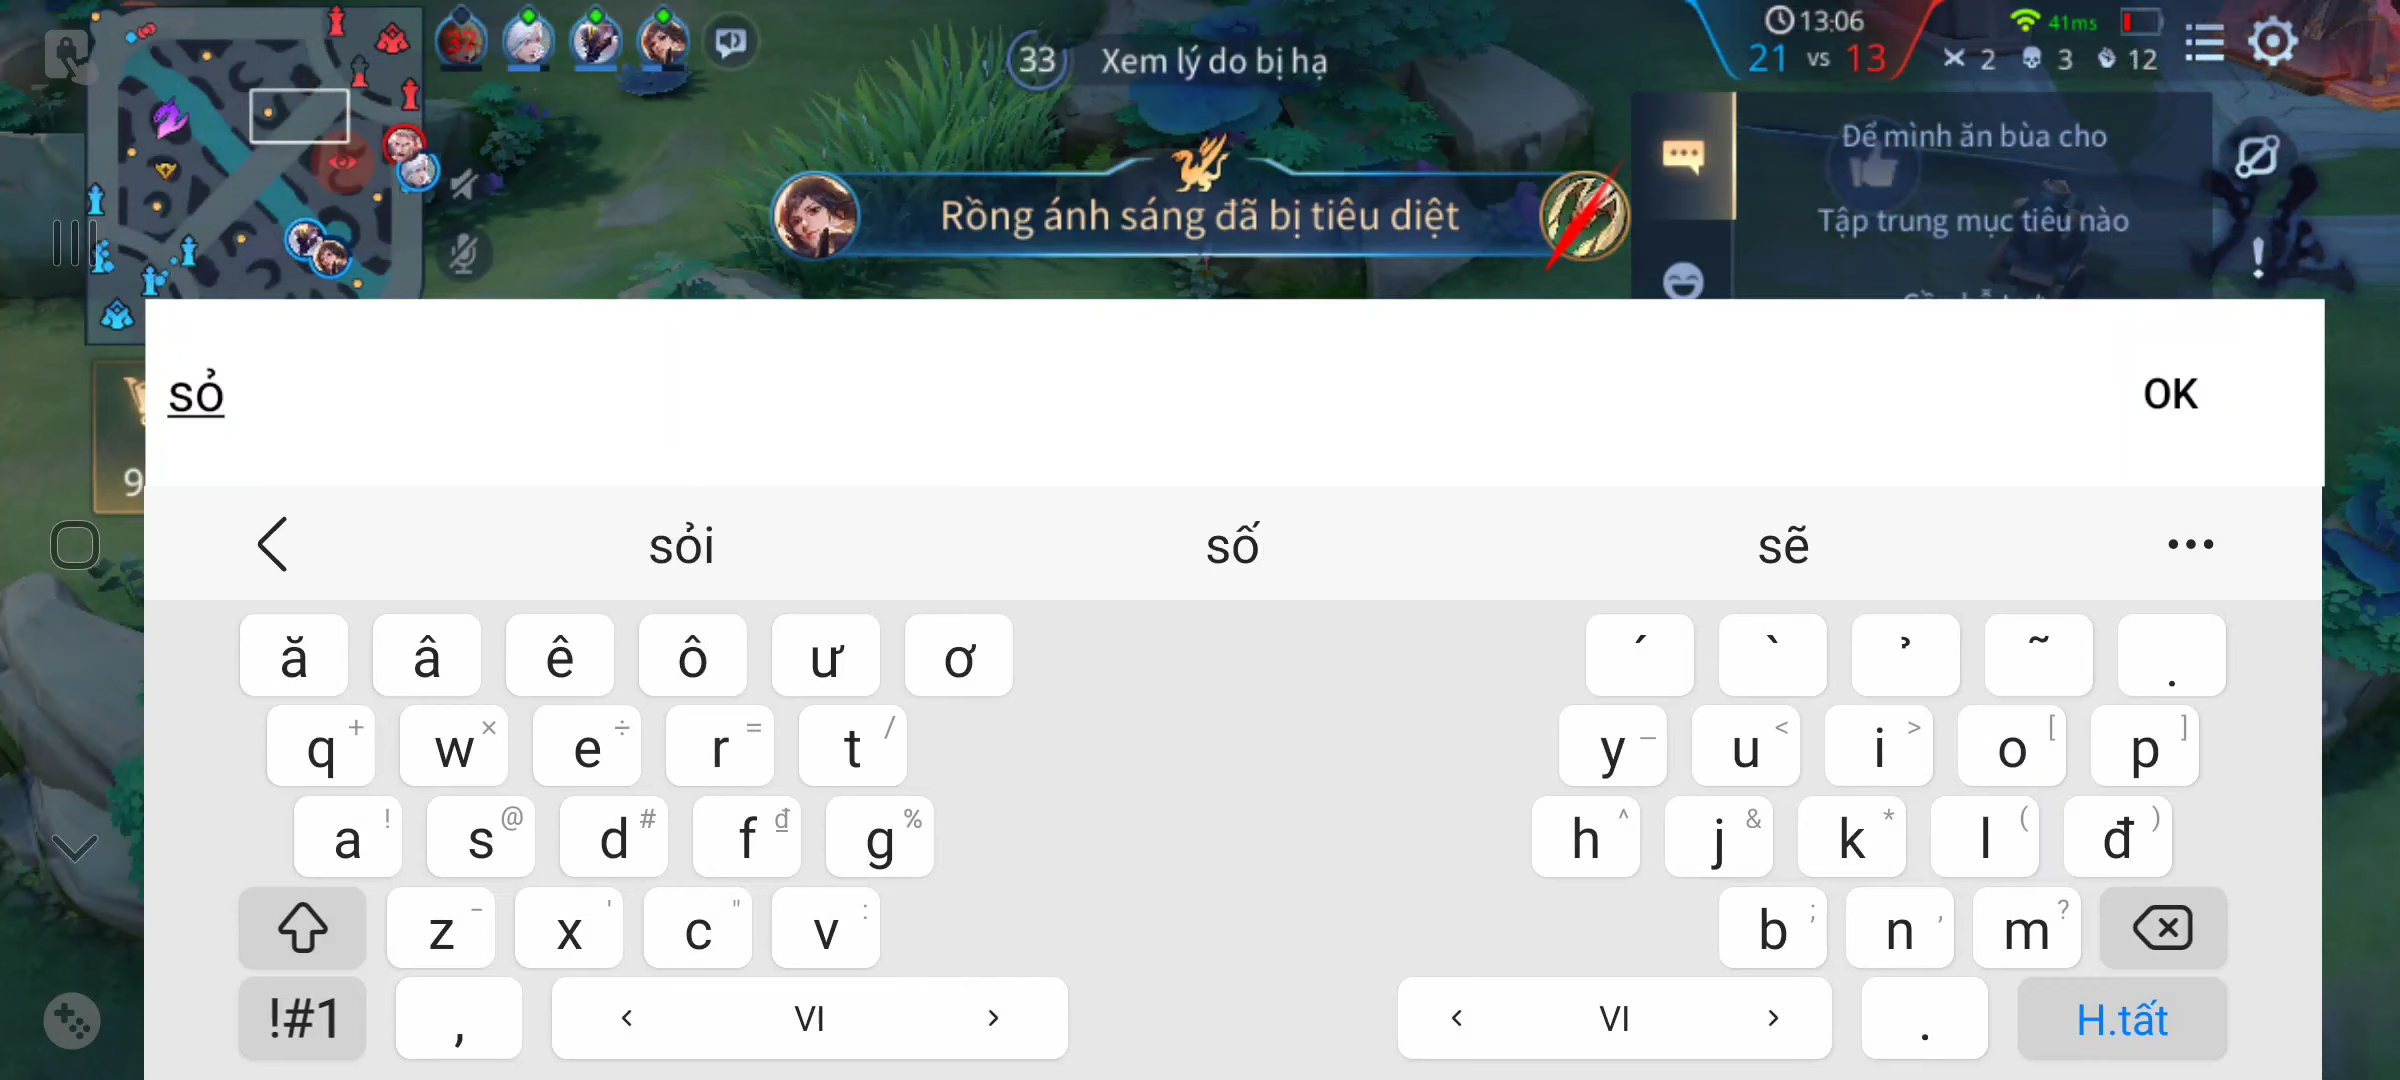 37
33 Xem lý do bị hạ
13:06 41ms
21 vs 13 2 3 12
Để mình ăn bùa cho
Rồng ánh sáng đã bị tiêu diệt
Tập trung mục tiêu nào
sỏ OK
9
sỏi số sẽ •••
ă â ê ô ư ơ ´ ` ̉ ~ .
q + w × e ÷ r = t / y _ u < i > o [ p ]
a ! s @ d # f ₫ g % h ^ j & k * l ( đ )
z - x ' c " v : b ; n , m ?
!#1 , < VI > < VI > . H.tất